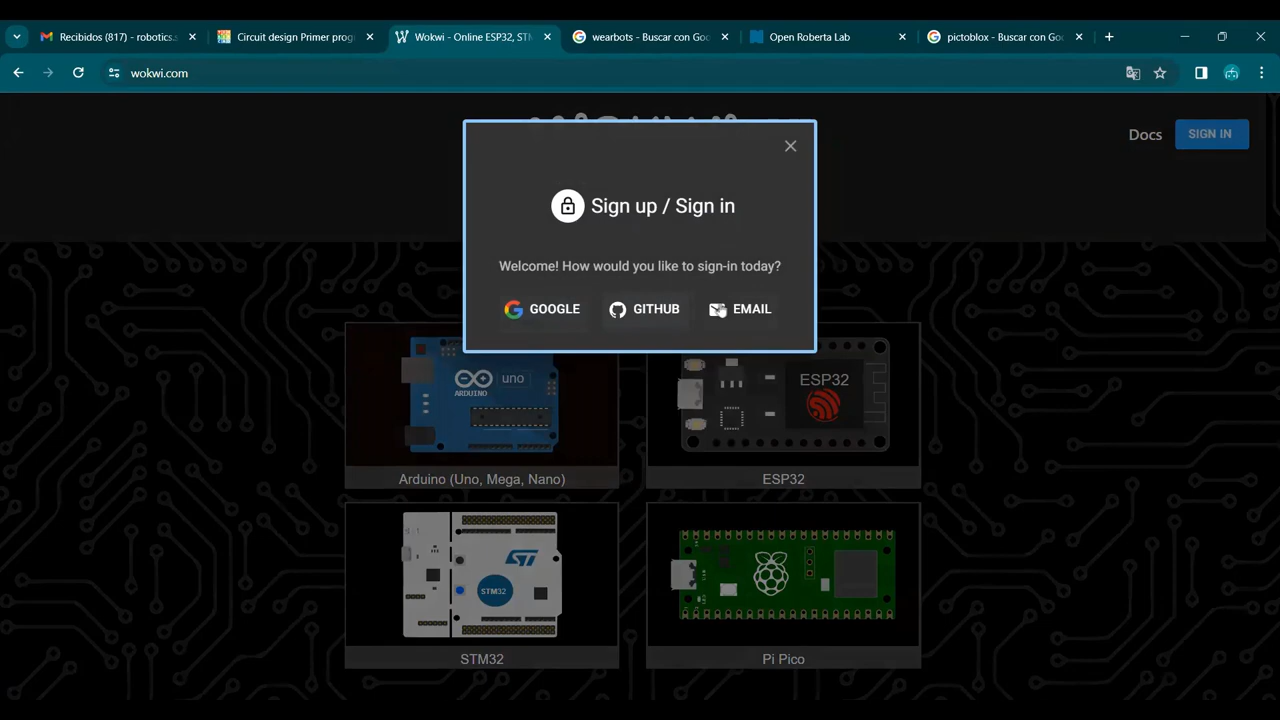 Recibidos (817) - robotics.
Circuit design Primer prog
Wokwi - Online ESP32, STM
wearbots - Buscar con Goo
Open Roberta Lab
pictoblox - Buscar con Goo
wokwi.com
Docs
SIGN IN
Sign up / Sign in
Welcome! How would you like to sign-in today?
GOOGLE
GITHUB
EMAIL
uno
ARDUINO
ESP32
Arduino (Uno, Mega, Nano)
ESP32
STM32
STM32
Pi Pico